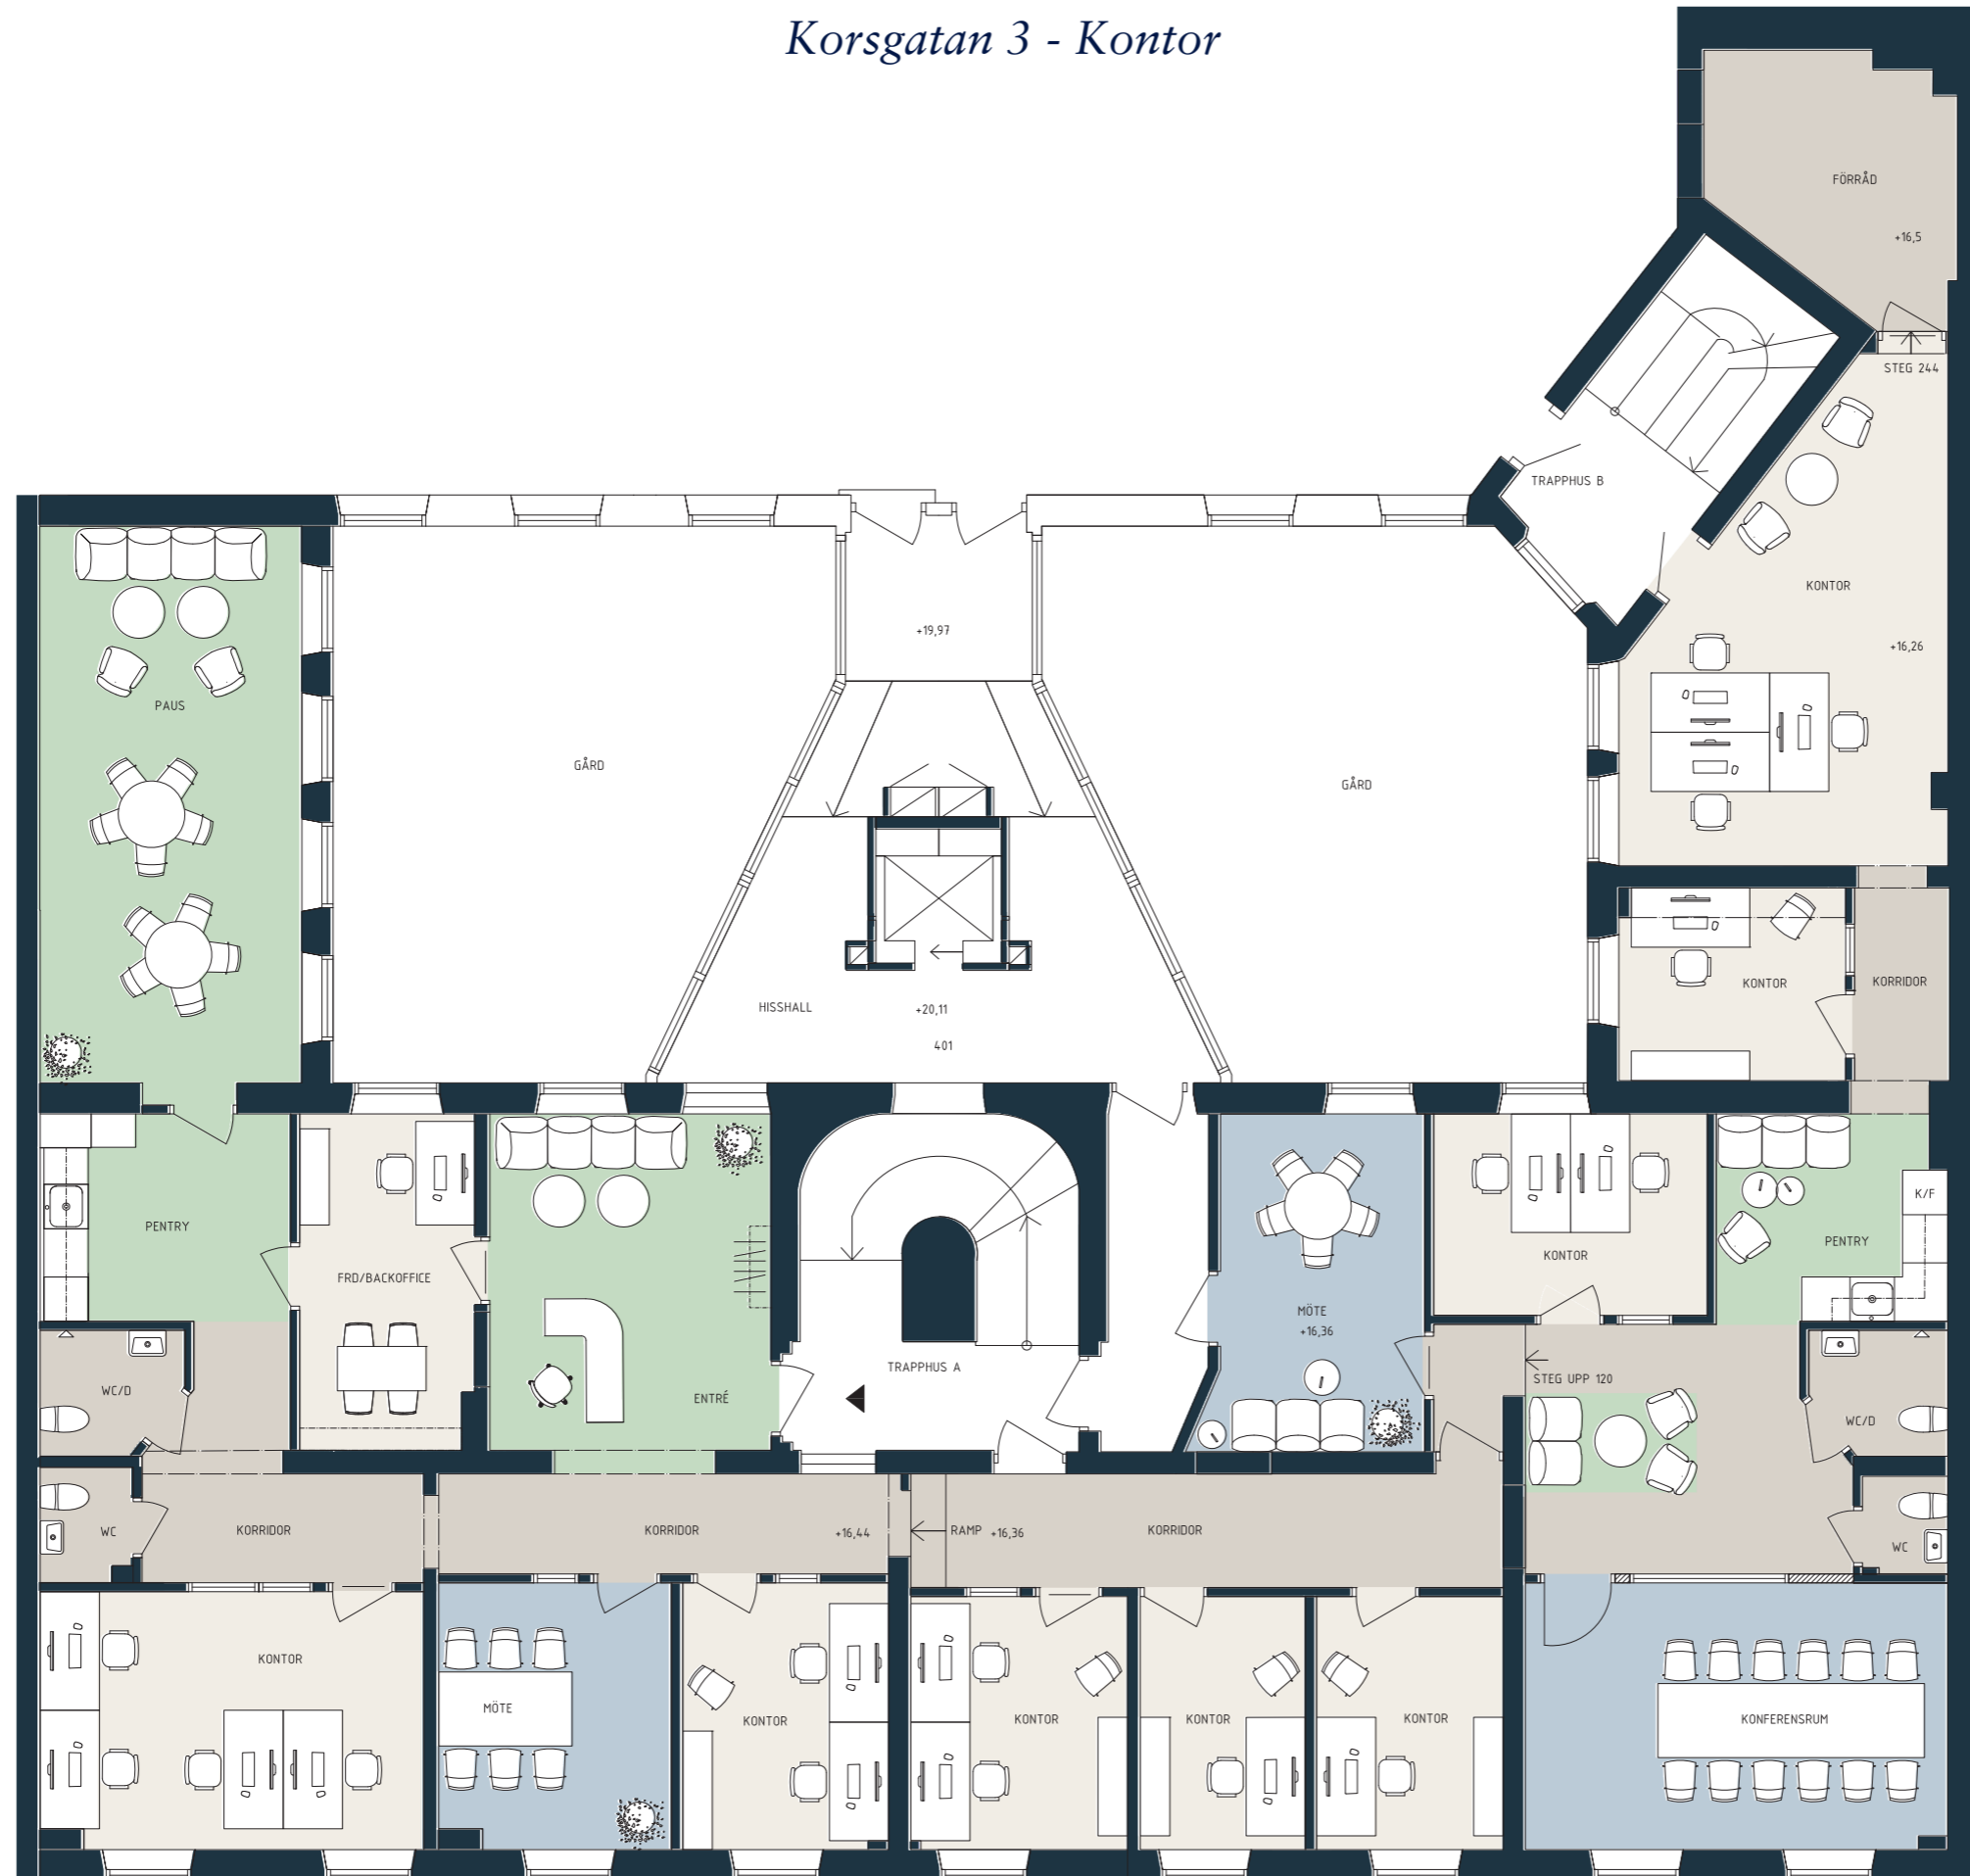 Korsgatan 3 - Kontor
FÖRRÅD
+16,5
STEG 244
TRAPPHUS B
KONTOR
+16,26
+19,97
PAUS
GÅRD
GÅRD
HISSHALL
+20,11
401
KONTOR
KORRIDOR
K/F
PENTRY
FRD/BACKOFFICE
PENTRY
KONTOR
MÖTE
+16,36
TRAPPHUS A
ENTRÉ
STEG UPP 120
WC/D
WC/D
WC
KORRIDOR
KORRIDOR
+16,44
RAMP
+16,36
KORRIDOR
WC
KONTOR
MÖTE
KONTOR
KONTOR
KONTOR
KONTOR
KONFERENSRUM